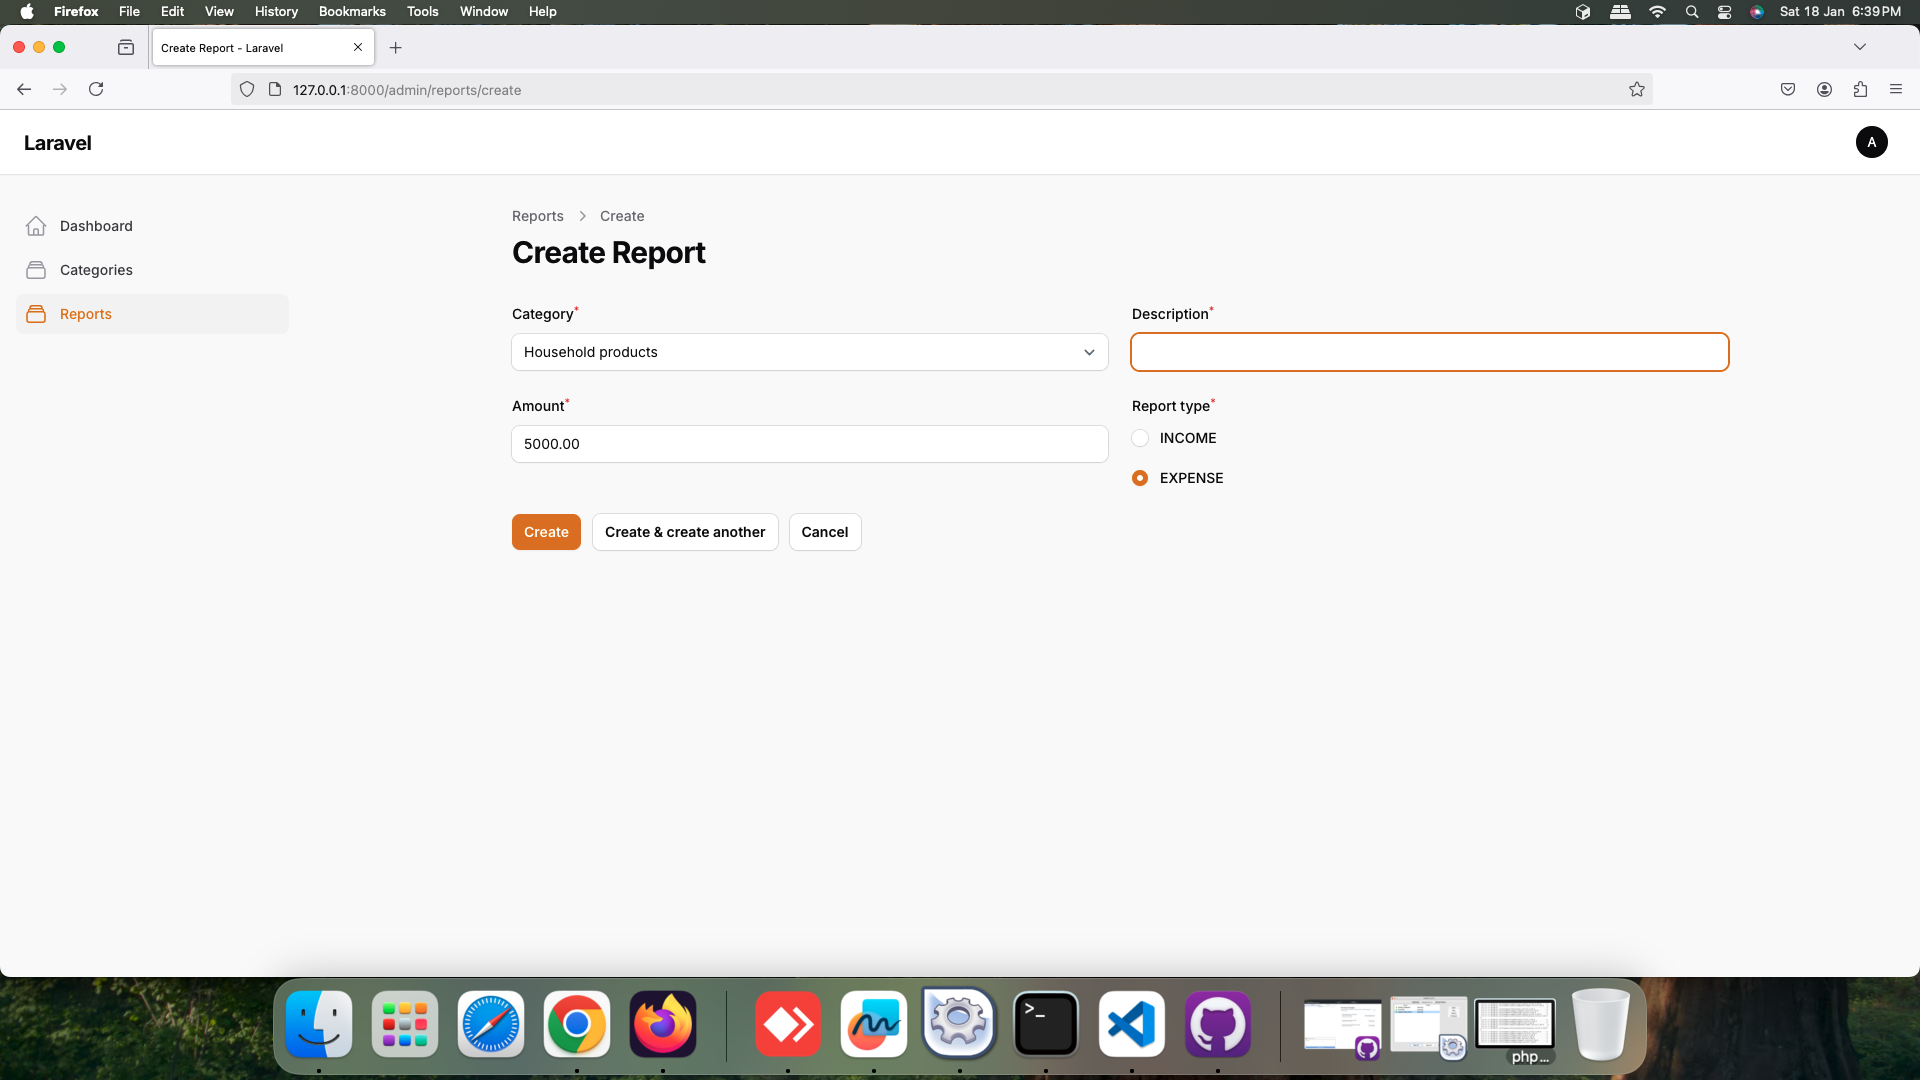 Firefox File Edit View History Bookmarks Tools Window Help Sat 18 Jan 6:39 PM
Create Report - Laravel
127.0.0.1:8000/admin/reports/create
Laravel
A
Dashboard
Categories
Reports
Reports Create
Create Report
Category*
Description*
Household products
Amount*
Report type*
5000.00
INCOME
EXPENSE
Create
Create & create another
Cancel
>_
php...